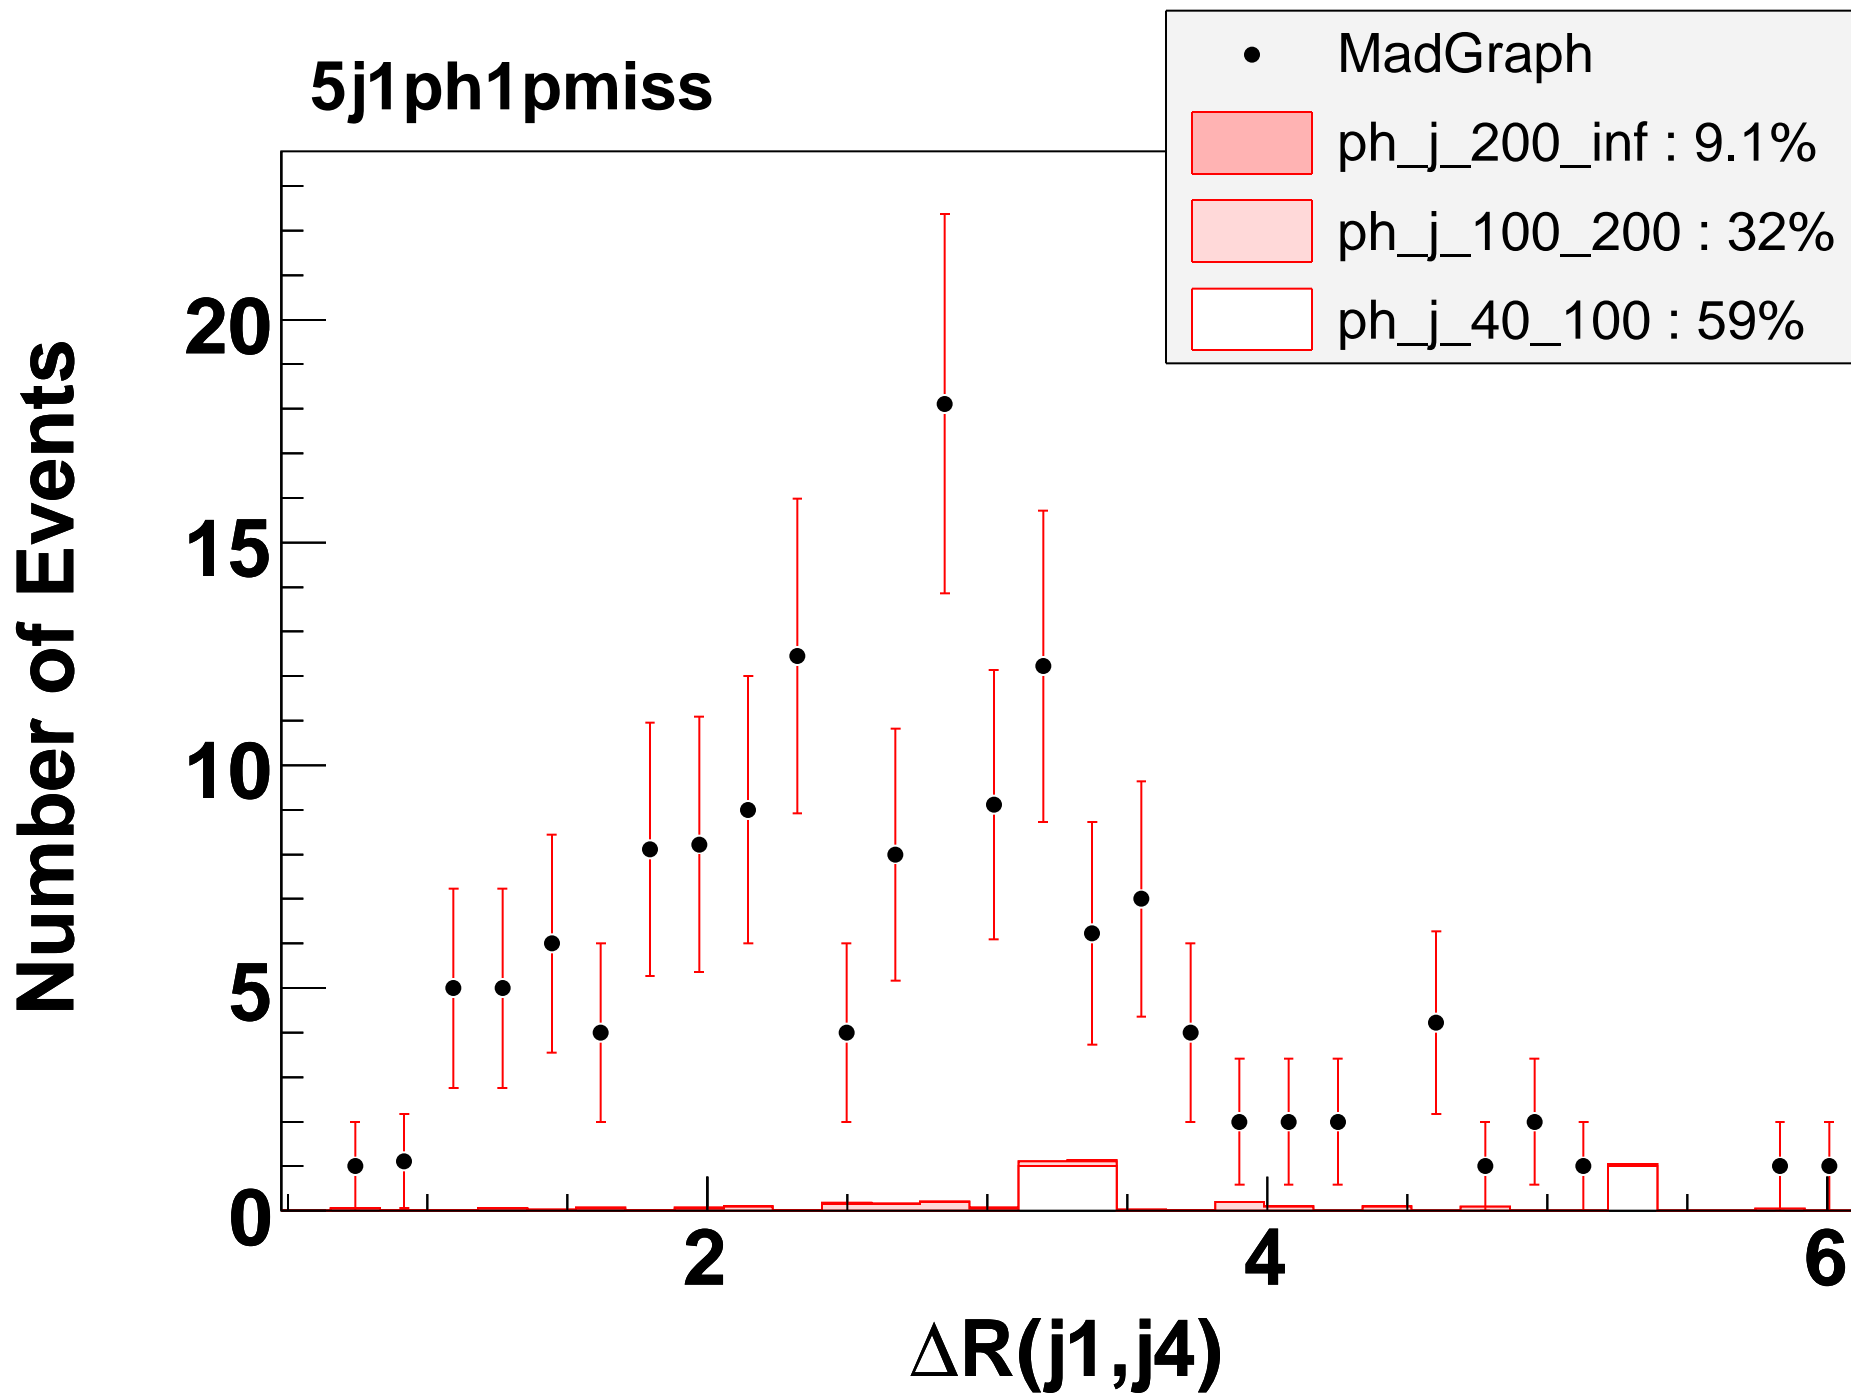 5j1ph1pmiss
MadGraph
ph_j_200_inf : 9.1%
ph_j_100_200 : 32%
ph_j_40_100 : 59%
Number of Events
20
15
10
5
0
2
4
6
ΔR(j1,j4)